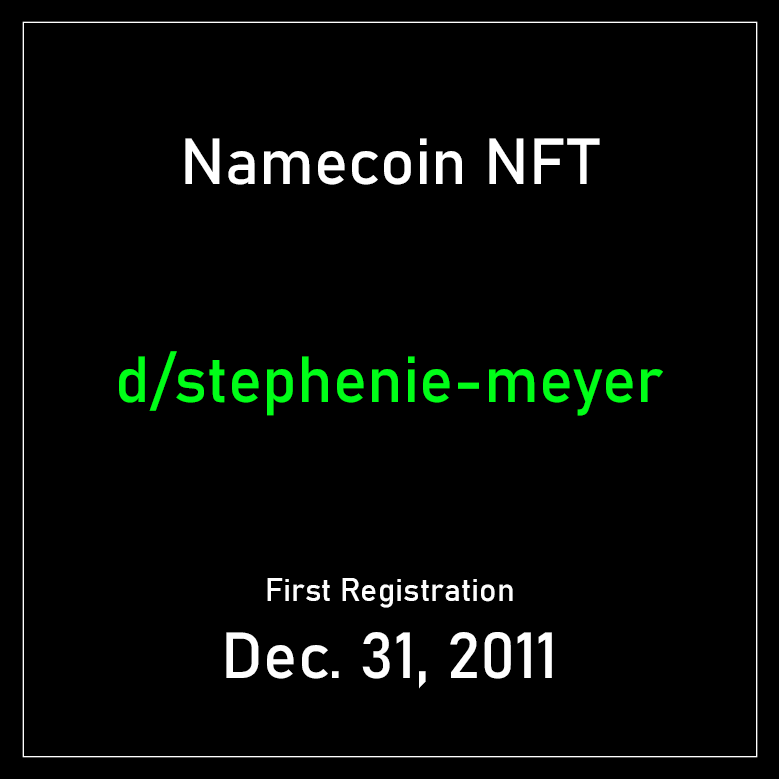 Namecoin NFT
d/stephenie-meyer
First Registration
Dec. 31, 2011